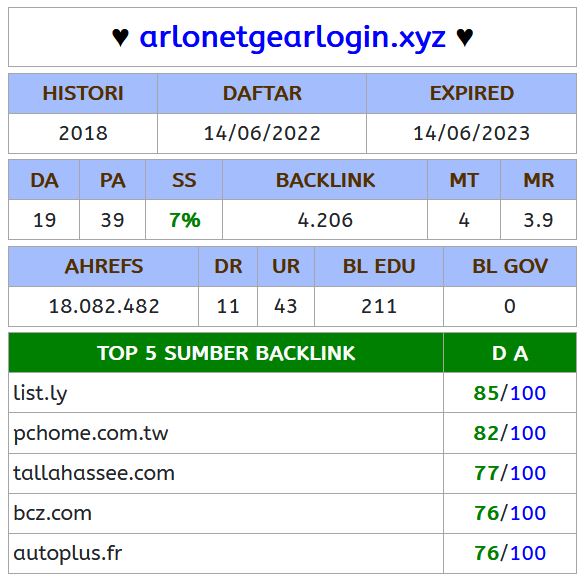 ♥ arlonetgearlogin.xyz ♥
HISTORI DAFTAR EXPIRED
2018 14/06/2022 14/06/2023
DA PA SS BACKLINK MT MR
19 39 7% 4.206 4 3.9
AHREFS DR UR BL EDU BL GOV
18.082.482 11 43 211 0
TOP 5 SUMBER BACKLINK D A
list.ly 85/100
pchome.com.tw 82/100
tallahassee.com 77/100
bcz.com 76/100
autoplus.fr 76/100